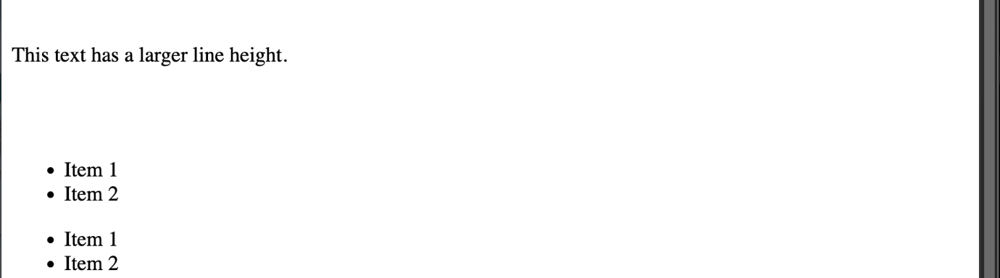 This text has a larger line height.
• Item 1
• Item 2
• Item 1
• Item 2